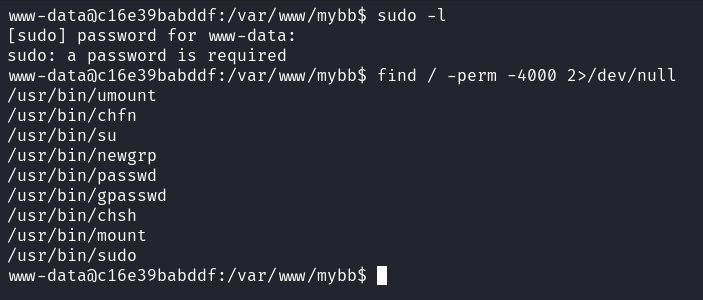 www-data@c16e39babddf:/var/www/mybb$ sudo -l
[sudo] password for www-data:
sudo: a password is required
www-data@c16e39babddf:/var/www/mybb$ find / -perm -4000 2>/dev/null
/usr/bin/umount
/usr/bin/chfn
/usr/bin/su
/usr/bin/newgrp
/usr/bin/passwd
/usr/bin/gpasswd
/usr/bin/chsh
/usr/bin/mount
/usr/bin/sudo
www-data@c16e39babddf:/var/www/mybb$